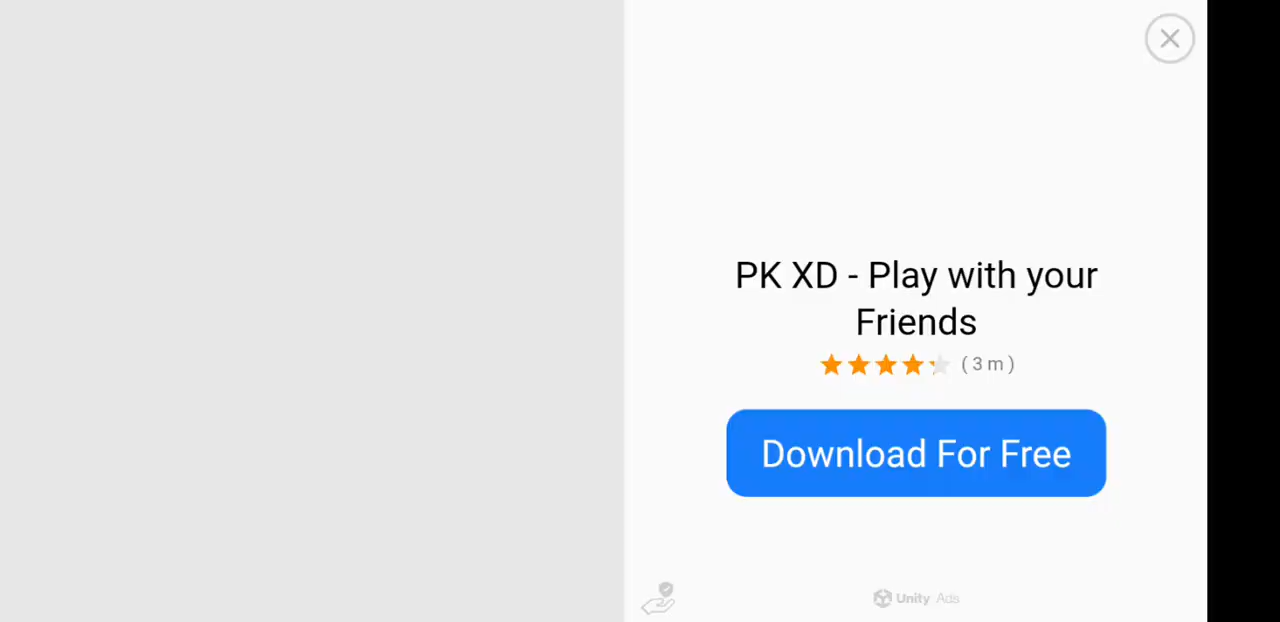 PK XD - Play with your
Friends
( 3 m )
Download For Free
Unity Ads